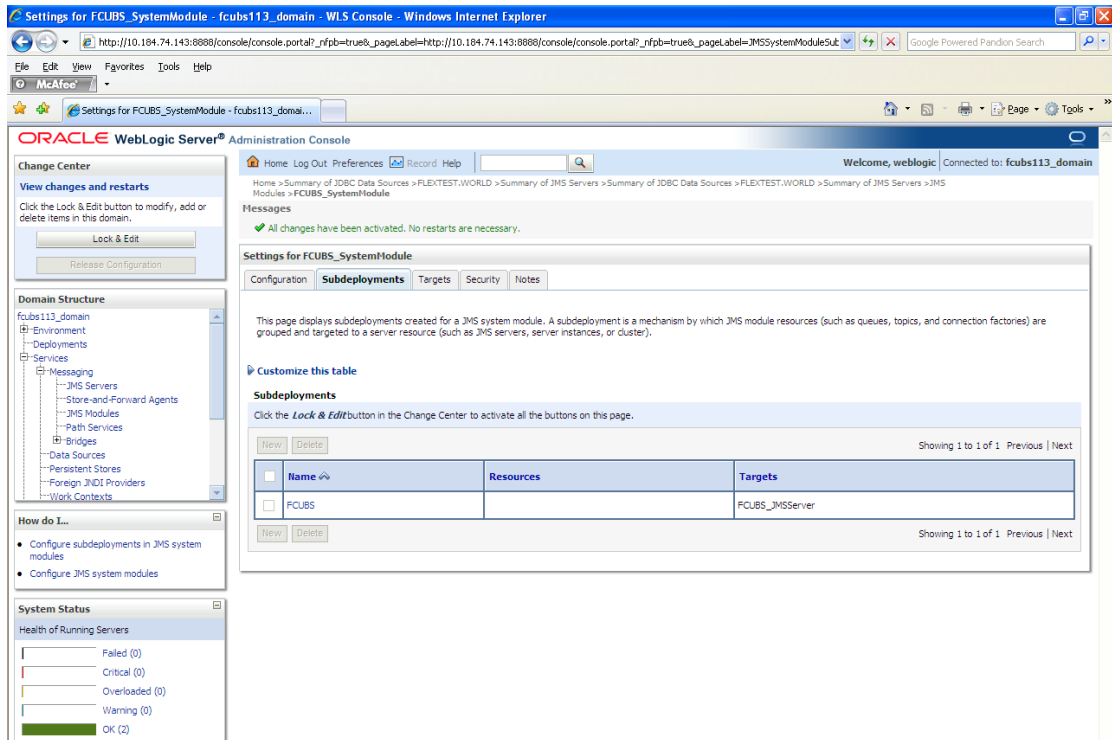 Settings for FCUBS_SystemModule - fcubs113_domain - WLS Console - Windows Internet Explorer
http://10.184.74.143:8888/console/console.portal?_nfpb=true&_pageLabel=http://10.184.74.143:8888/console/console.portal?_nfpb=true&_pageLabel=JMSSystemModuleSub
Google Powered Pandion Search
File Edit View Favorites Tools Help
McAfee
Settings for FCUBS_SystemModule - fcubs113_domai...
Page Tools »
ORACLE WebLogic Server® Administration Console
Change Center
View changes and restarts
Click the Lock & Edit button to modify, add or
delete items in this domain.
Lock & Edit
Release Configuration
Domain Structure
fcubs113_domain
Environment
Deployments
Services
Messaging
JMS Servers
Store-and-Forward Agents
JMS Modules
Path Services
Bridges
Data Sources
Persistent Stores
Foreign JNDI Providers
Work Contexts
How do I...
Configure subdeployments in JMS system
modules
Configure JMS system modules
System Status
Health of Running Servers
Failed (0)
Critical (0)
Overloaded (0)
Warning (0)
OK (2)
Home Log Out Preferences Record Help
Welcome, weblogic Connected to: fcubs113_domain
Home >Summary of JDBC Data Sources >FLEXTEST.WORLD >Summary of JMS Servers >Summary of JDBC Data Sources >FLEXTEST.WORLD >Summary of JMS Servers >JMS
Modules >FCUBS_SystemModule
Messages
All changes have been activated. No restarts are necessary.
Settings for FCUBS_SystemModule
Configuration Subdeployments Targets Security Notes
This page displays subdeployments created for a JMS system module. A subdeployment is a mechanism by which JMS module resources (such as queues, topics, and connection factories) are
grouped and targeted to a server resource (such as JMS servers, server instances, or cluster).
Customize this table
Subdeployments
Click the Lock & Edit button in the Change Center to activate all the buttons on this page.
New Delete Showing 1 to 1 of 1 Previous | Next
Name Resources Targets
FCUBS FCUBS_JMSServer
New Delete Showing 1 to 1 of 1 Previous | Next